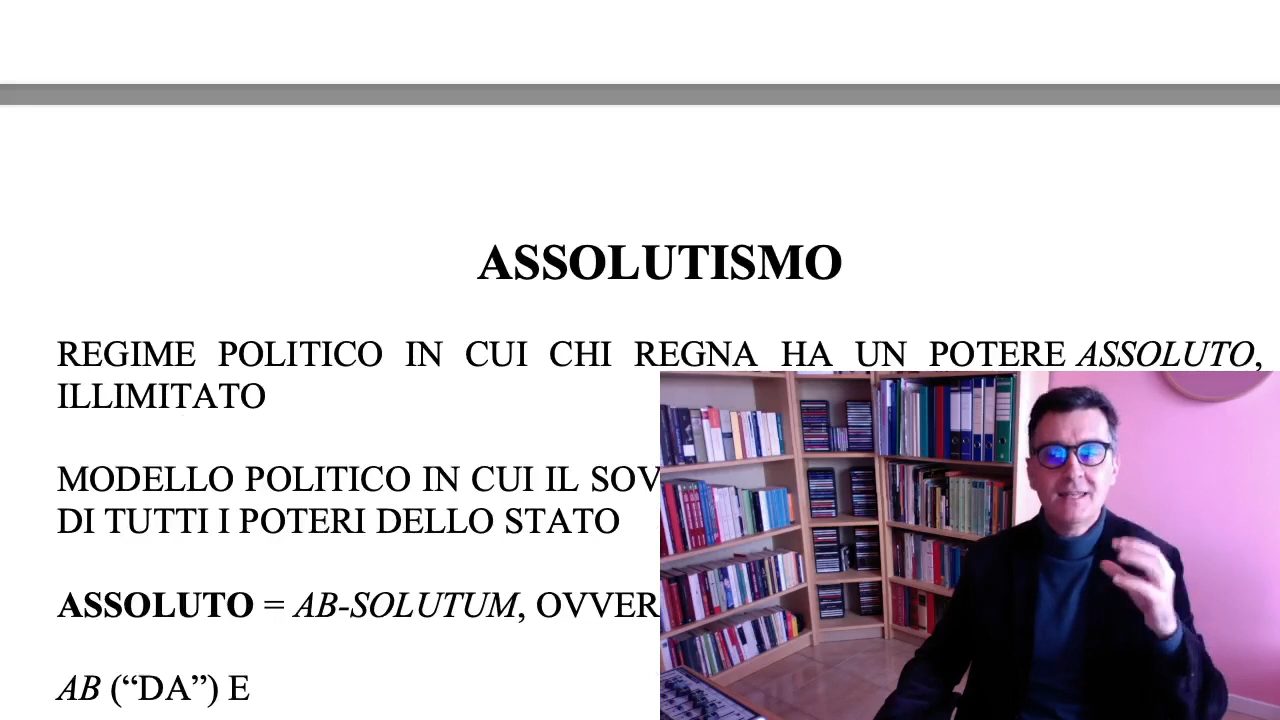 ASSOLUTISMO
REGIME POLITICO IN CUI CHI REGNA HA UN POTERE ASSOLUTO,
ILLIMITATO
MODELLO POLITICO IN CUI IL SOV
DI TUTTI I POTERI DELLO STATO
ASSOLUTO = AB-SOLUTUM, OVVER
AB (“DA”) E